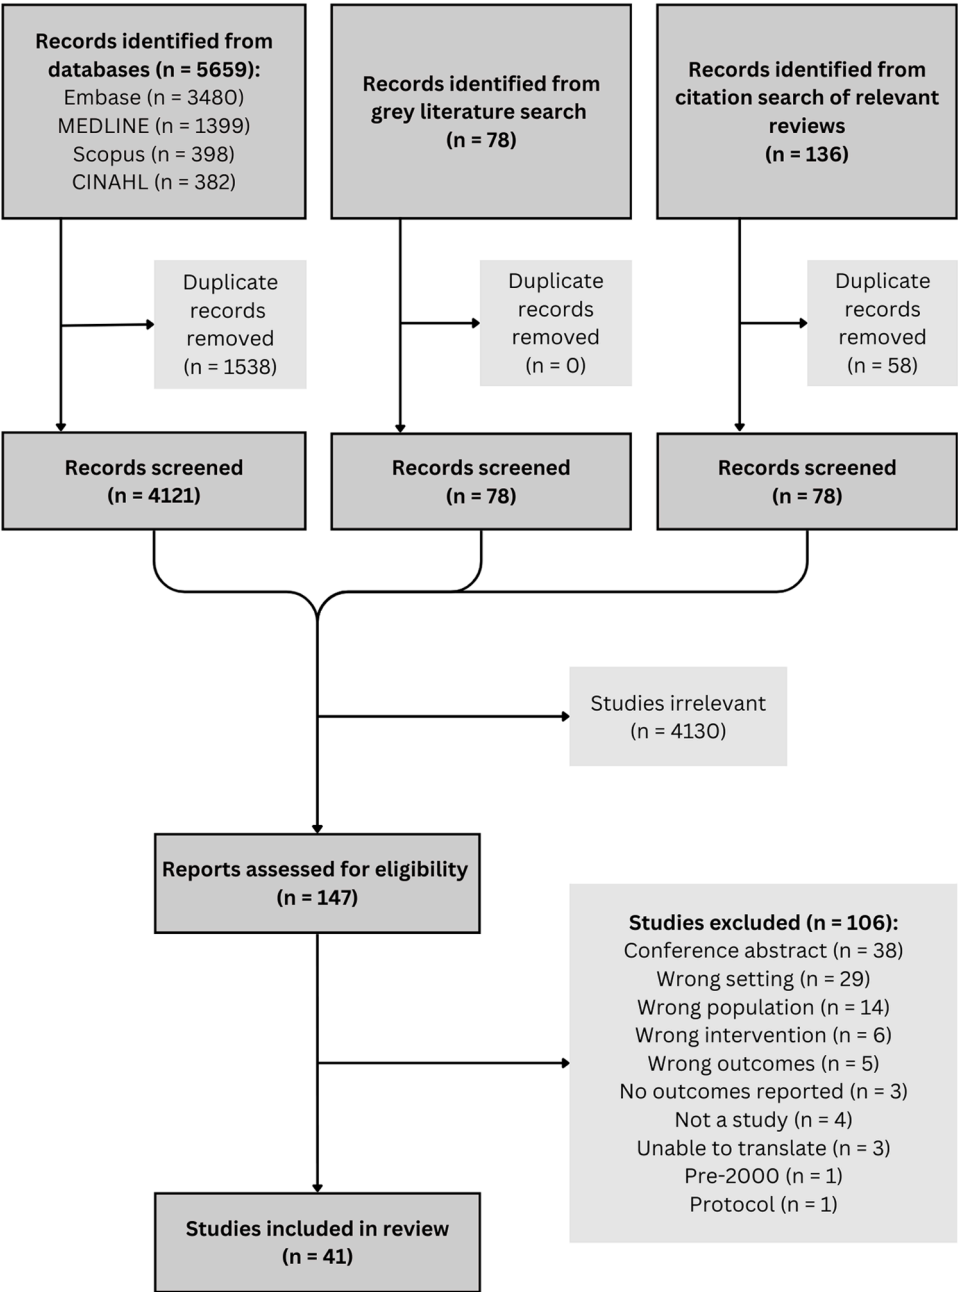 Records identified from
databases (n = 5659):
Embase (n = 3480)
MEDLINE (n = 1399)
Scopus (n = 398)
CINAHL (n = 382)
Records identified from
grey literature search
(n = 78)
Records identified from
citation search of relevant
reviews
(n = 136)
Duplicate
records
removed
(n = 1538)
Duplicate
records
removed
(n = 0)
Duplicate
records
removed
(n = 58)
Records screened
(n = 4121)
Records screened
(n = 78)
Records screened
(n = 78)
Studies irrelevant
(n = 4130)
Reports assessed for eligibility
(n = 147)
Studies excluded (n = 106):
Conference abstract (n = 38)
Wrong setting (n = 29)
Wrong population (n = 14)
Wrong intervention (n = 6)
Wrong outcomes (n = 5)
No outcomes reported (n = 3)
Not a study (n = 4)
Unable to translate (n = 3)
Pre-2000 (n = 1)
Protocol (n = 1)
Studies included in review
(n = 41)